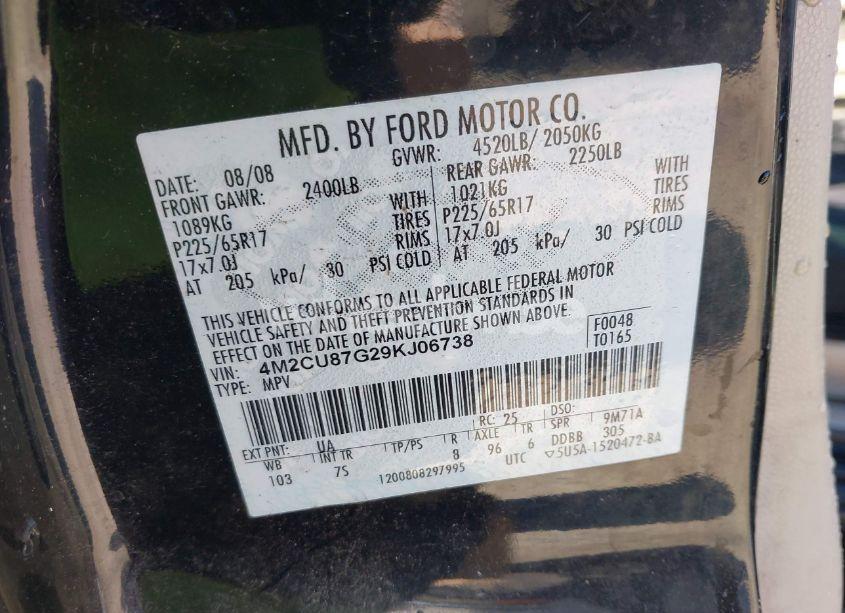 MFD. BY FORD MOTOR CO.
DATE: 08/08 GVWR: 4520LB/ 2050KG
FRONT GAWR: 2400LB REAR GAWR: 2250LB
1089KG WITH 1021KG WITH
P225/65R17 TIRES P225/65R17 TIRES
17x7.0J RIMS 17x7.0J RIMS
AT 205 kPa/ 30 PSI COLD AT 205 kPa/ 30 PSI COLD
THIS VEHICLE CONFORMS TO ALL APPLICABLE FEDERAL MOTOR
VEHICLE SAFETY AND THEFT PREVENTION STANDARDS IN
EFFECT ON THE DATE OF MANUFACTURE SHOWN ABOVE.
VIN: 4M2CU87G29KJ06738 F0048
TYPE: MPV T0165
EXT PNT: UA RC: 25 DSO:
WB INT TR TP/PS R AXLE TR SPR 9M71A
103 7S 8 96 6 DDBB 305
1200808297995 UTC ▽5U5A-1520472-BA